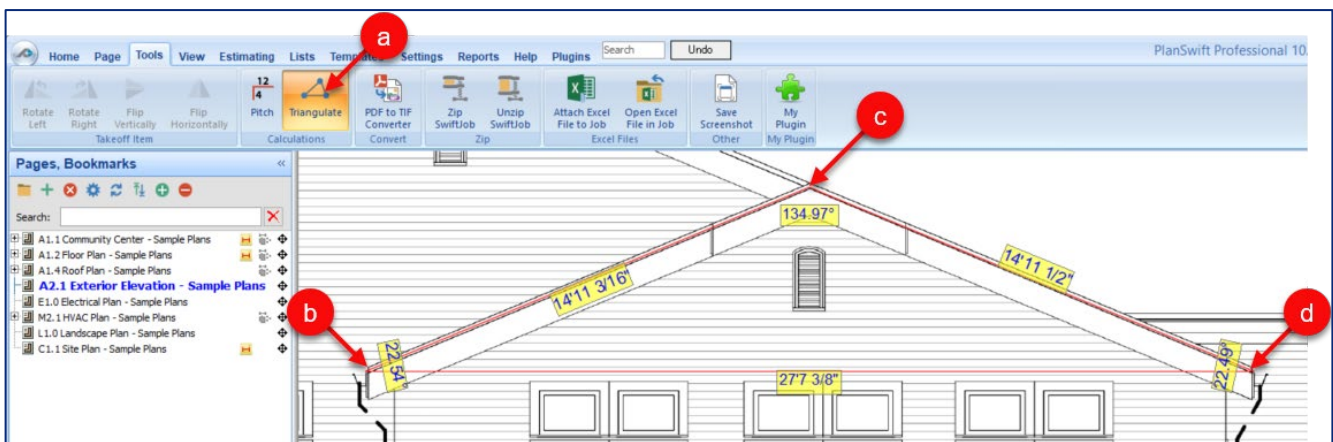 a
Home Page Tools View Estimating Lists Settings Reports Help Plugins Search Undo PlanSwift Professional 10.
12
4
Rotate Left
Rotate Right
Flip Vertically
Flip Horizontally
Pitch
Triangulate
PDF to TIF Converter
Zip SwiftJob
Unzip SwiftJob
Attach Excel File to Job
Open Excel File in Job
Save Screenshot
My Plugin
Takeoff Item Calculations Convert Zip Excel Files Other My Plugin
c
Pages, Bookmarks
Search:
A1.1 Community Center - Sample Plans
A1.2 Floor Plan - Sample Plans
A1.4 Roof Plan - Sample Plans
A2.1 Exterior Elevation - Sample Plans
E1.0 Electrical Plan - Sample Plans
M2.1 HVAC Plan - Sample Plans
L1.0 Landscape Plan - Sample Plans
C1.1 Site Plan - Sample Plans
134.97°
14'11 3/16"
14'11 1/2"
b
d
22.54°
27'7 3/8"
22.49°